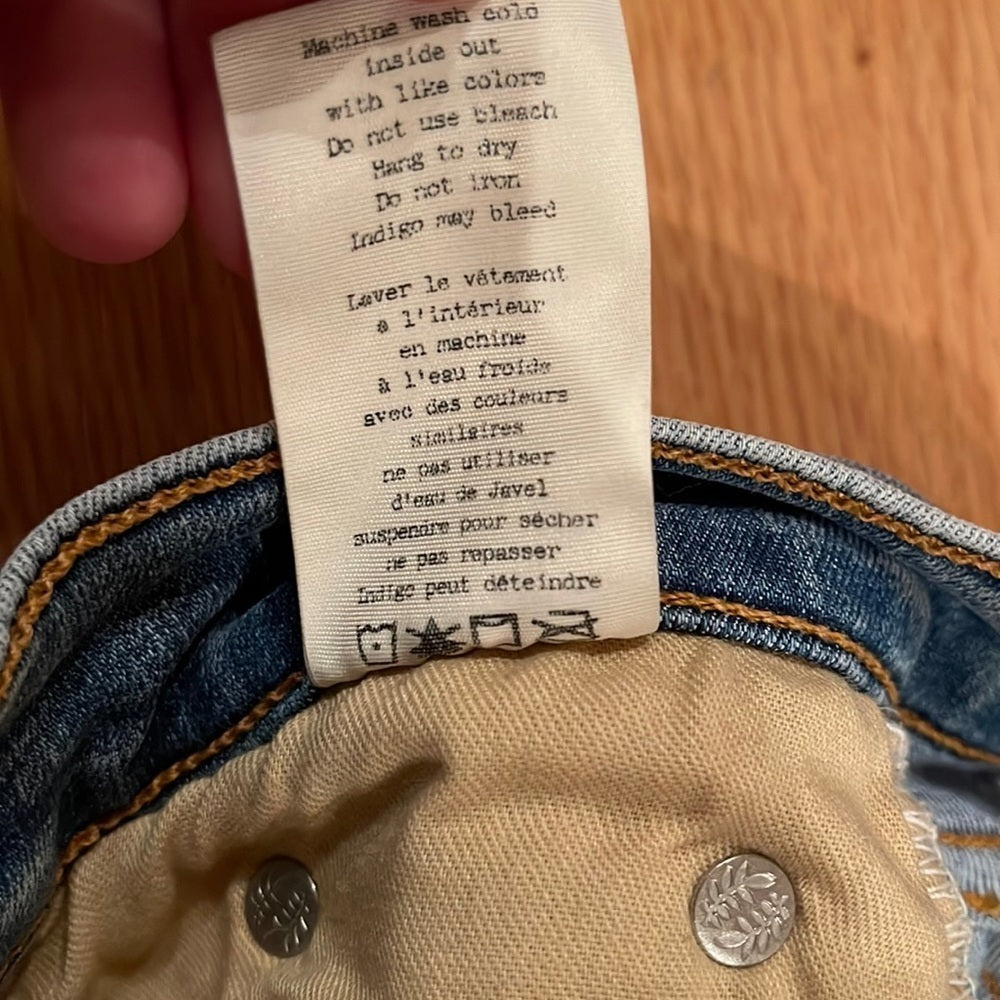 Machine wash cold
inside out
with like colors
Do not use bleach
Hang to dry
Do not iron
Indigo may bleed
Laver le vêtement
a l'intérieur
en machine
à l'eau froide
avec des couleurs
similaires
ne pas utiliser
d'eau de Javel
suspendre pour sécher
ne pas repasser
Indigo peut déteindre